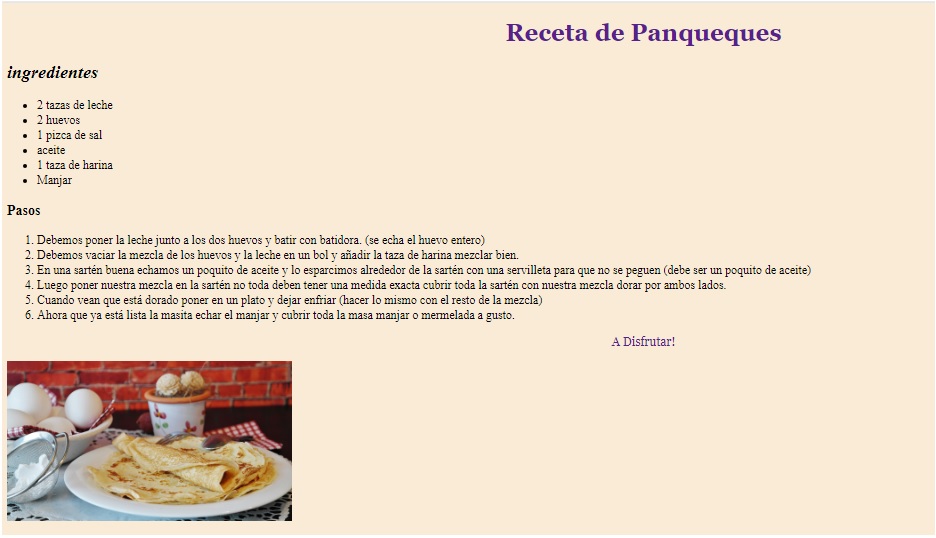 Receta de Panqueques
ingredientes
• 2 tazas de leche
• 2 huevos
• 1 pizca de sal
• aceite
• 1 taza de harina
• Manjar
Pasos
1. Debemos poner la leche junto a los dos huevos y batir con batidora. (se echa el huevo entero)
2. Debemos vaciar la mezcla de los huevos y la leche en un bol y añadir la taza de harina mezclar bien.
3. En una sartén buena echamos un poquito de aceite y lo esparcimos alrededor de la sartén con una servilleta para que no se peguen (debe ser un poquito de aceite)
4. Luego poner nuestra mezcla en la sartén no toda deben tener una medida exacta cubrir toda la sartén con nuestra mezcla dorar por ambos lados.
5. Cuando vean que está dorado poner en un plato y dejar enfriar (hacer lo mismo con el resto de la mezcla)
6. Ahora que ya está lista la masita echar el manjar y cubrir toda la masa manjar o mermelada a gusto.
A Disfrutar!